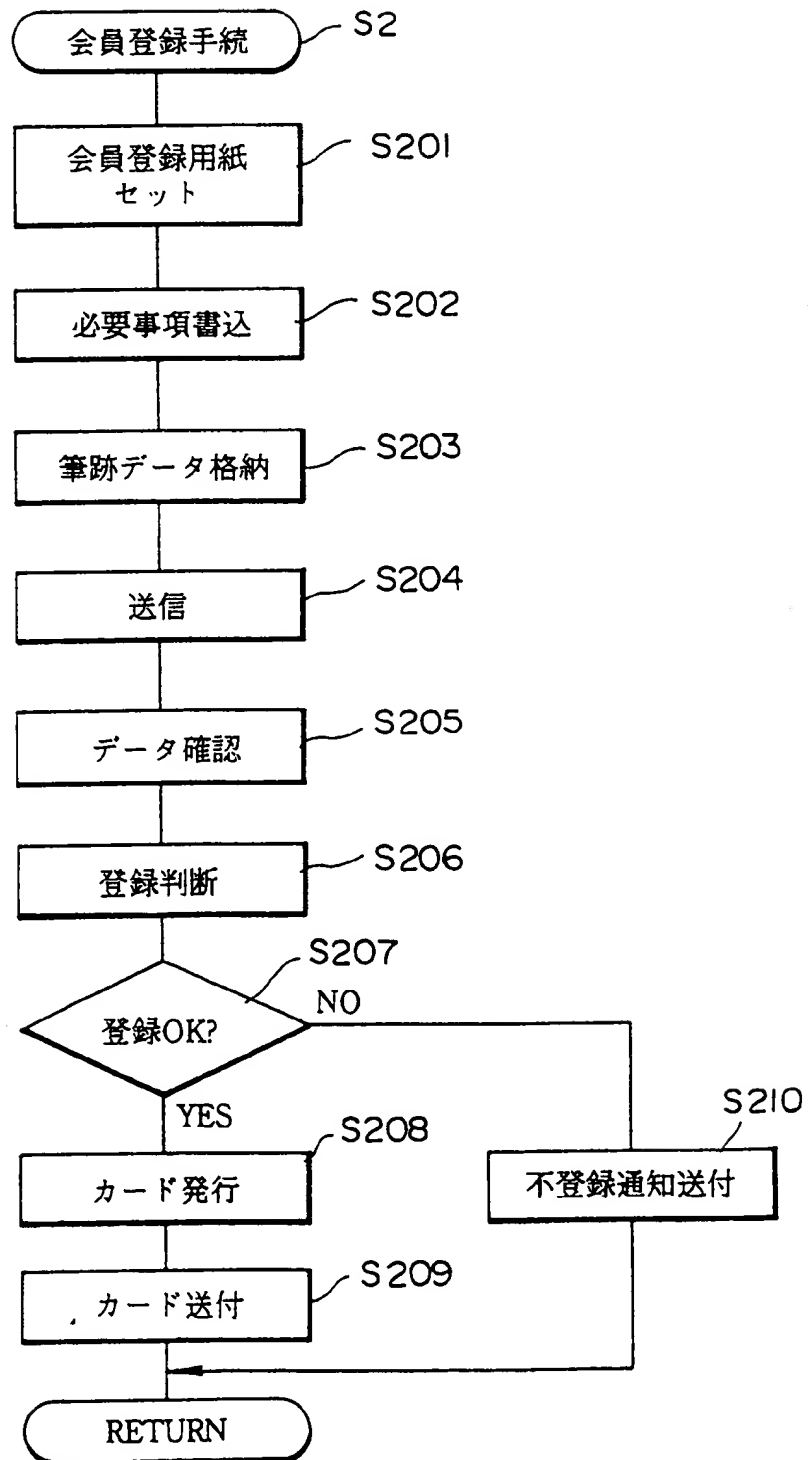 会員登録手続
S2
会員登録用紙
セット
S201
必要事項書込
S202
筆跡データ格納
S203
送信
S204
データ確認
S205
登録判断
S206
S207
登録OK?
NO
YES
カード発行
S208
不登録通知送付
S210
カード送付
S209
RETURN